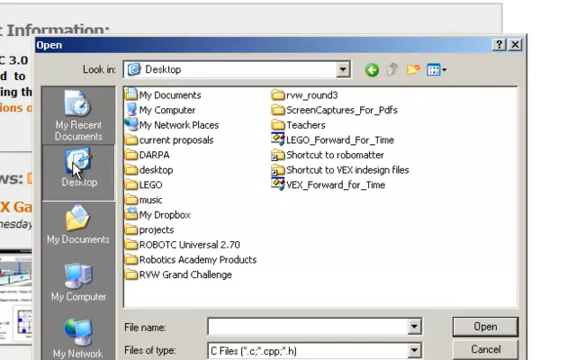 t Information:
Open
Look in: Desktop
C 3.0
d to
ing the
ions o
ws:
X Ga
nesday
My Recent
Documents
Desktop
My Documents
My Computer
My Network
My Documents
My Computer
My Network Places
current proposals
DARPA
desktop
LEGO
music
My Dropbox
projects
ROBOTC Universal 2.70
Robotics Academy Products
RVW Grand Challenge
rvw_round3
ScreenCaptures_For_Pdfs
Teachers
LEGO_Forward_For_Time
Shortcut to robomatter
Shortcut to VEX indesign files
VEX_Forward_for_Time
File name:
Open
Files of type: C Files (*.c;*.cpp;*.h)
Cancel